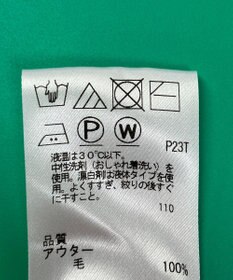 P W P23T
液温は30℃以下。
中性洗剤(おしゃれ着洗い)を
使用。漂白剤は液体タイプを使
用。よくすすぎ、絞りの後すぐ
に干すこと。
110
品質
アウター
毛 100%